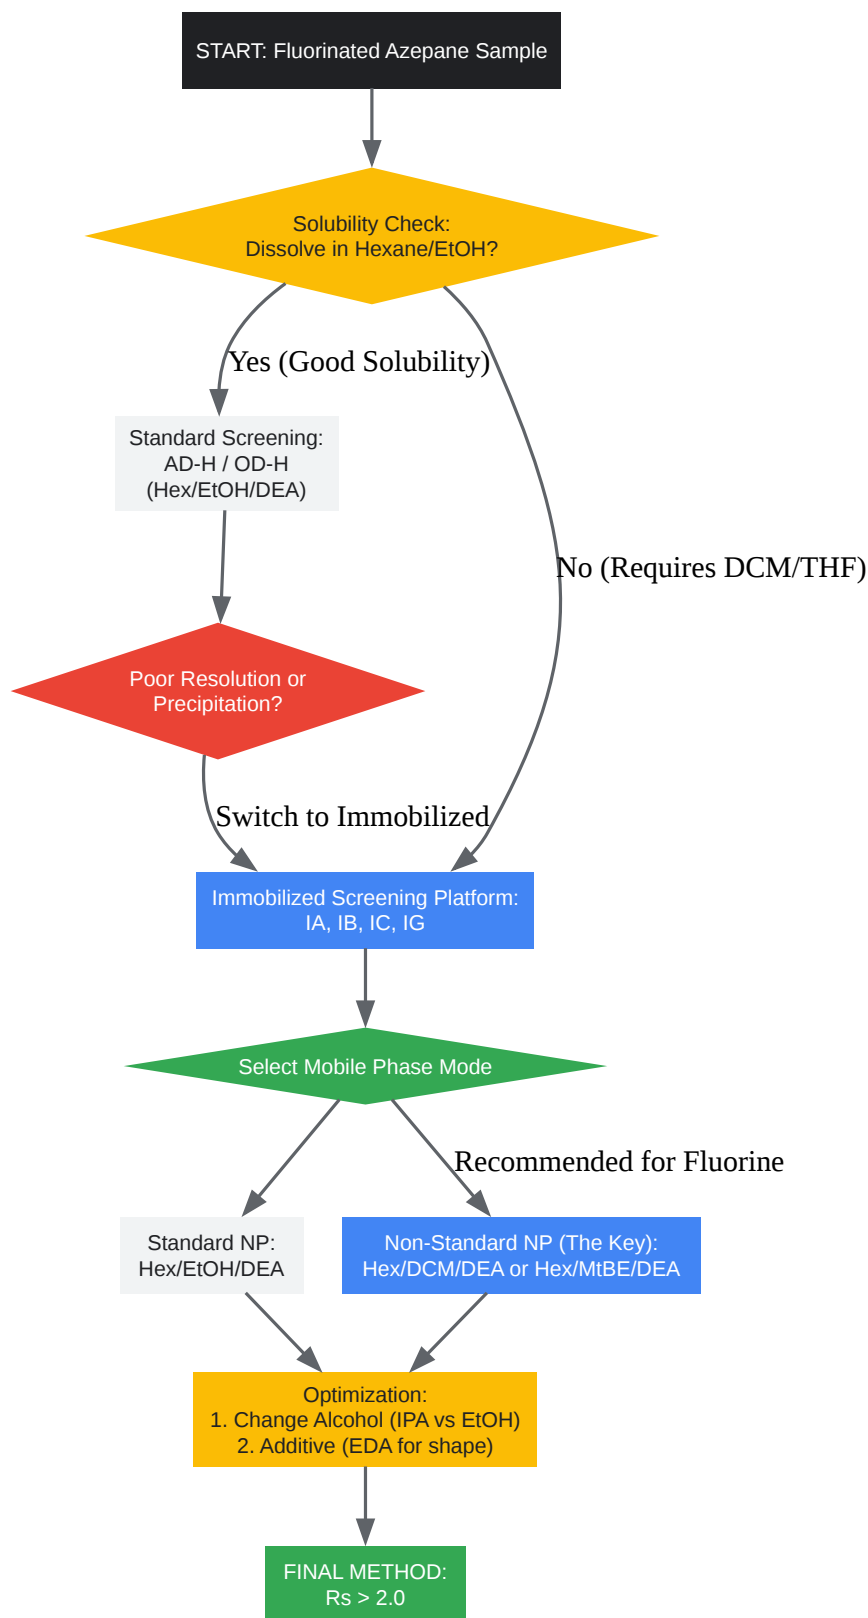 START: Fluorinated Azepane Sample
Solubility Check:
Dissolve in Hexane/EtOH?
Yes (Good Solubility)
Standard Screening:
AD-H / OD-H
(Hex/EtOH/DEA)
No (Requires DCM/THF)
Poor Resolution or
Precipitation?
Switch to Immobilized
Immobilized Screening Platform:
IA, IB, IC, IG
Select Mobile Phase Mode
Recommended for Fluorine
Standard NP:
Hex/EtOH/DEA
Non-Standard NP (The Key):
Hex/DCM/DEA or Hex/MtBE/DEA
Optimization:
1. Change Alcohol (IPA vs EtOH)
2. Additive (EDA for shape)
FINAL METHOD:
Rs > 2.0